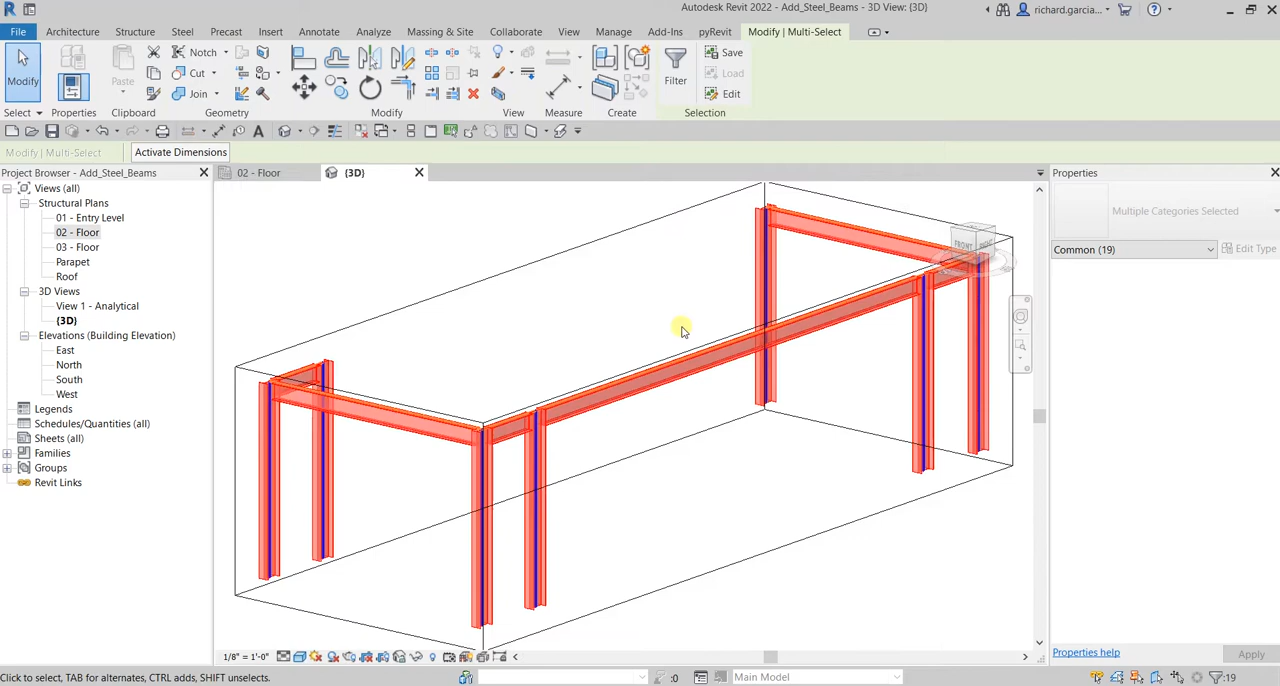 Autodesk Revit 2022 - Add_Steel_Beams - 3D View: {3D}
richard.garcia...
File Architecture Structure Steel Precast Insert Annotate Analyze Massing & Site Collaborate View Manage Add-Ins pyRevit Modify | Multi-Select
Modify
Paste
Notch
Cut
Join
Filter
Save
Load
Edit
Select Properties Clipboard Geometry Modify View Measure Create Selection
Modify | Multi-Select
Activate Dimensions
Project Browser - Add_Steel_Beams
02 - Floor
{3D}
Properties
Views (all)
Structural Plans
01 - Entry Level
02 - Floor
03 - Floor
Parapet
Roof
3D Views
View 1 - Analytical
{3D}
Elevations (Building Elevation)
East
North
South
West
Legends
Schedules/Quantities (all)
Sheets (all)
Families
Groups
Revit Links
FRONT
RIGHT
Multiple Categories Selected
Common (19)
Edit Type
1/8" = 1'-0"
Properties help
Apply
Click to select, TAB for alternates, CTRL adds, SHIFT unselects.
:0
Main Model
:19